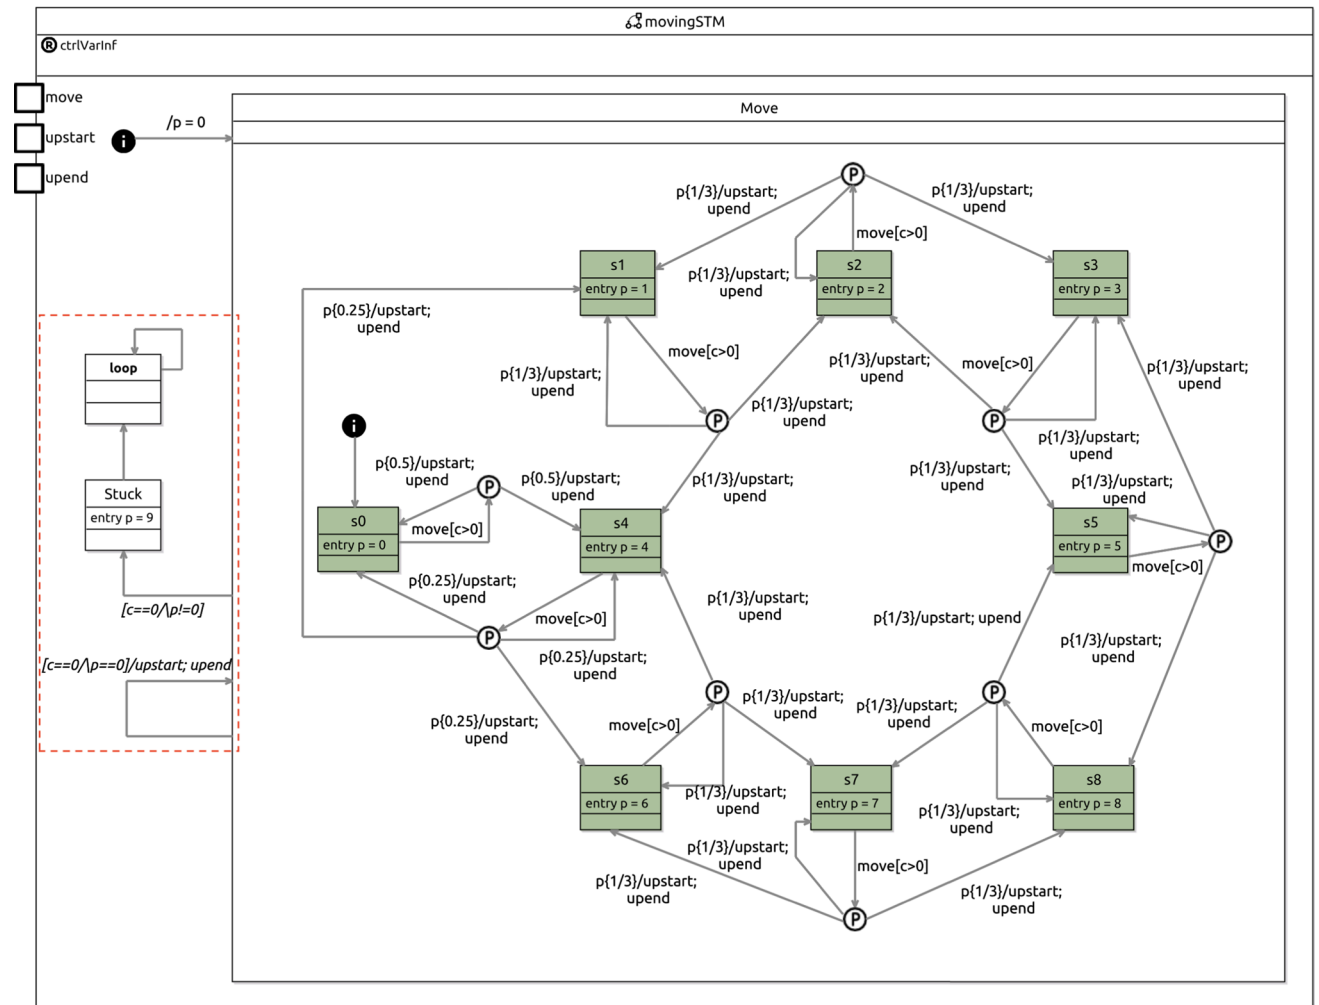 movingSTM
R ctrlVarInf
move
upstart
upend
i
/p = 0
Move
P
p{1/3}/upstart;
upend
p{1/3}/upstart;
upend
move[c>0]
p{1/3}/upstart;
upend
s1
entry p = 1
s2
entry p = 2
s3
entry p = 3
p{0.25}/upstart;
upend
move[c>0]
p{1/3}/upstart;
upend
p{1/3}/upstart;
upend
move[c>0]
p{1/3}/upstart;
upend
P
p{1/3}/upstart;
upend
P
p{1/3}/upstart;
upend
loop
i
p{0.5}/upstart;
upend
P
p{0.5}/upstart;
upend
p{1/3}/upstart;
upend
p{1/3}/upstart;
upend
p{1/3}/upstart;
upend
Stuck
entry p = 9
s0
entry p = 0
move[c>0]
s4
entry p = 4
s5
entry p = 5
P
move[c>0]
p{0.25}/upstart;
upend
move[c>0]
P
p{0.25}/upstart;
upend
p{1/3}/upstart;
upend
p{1/3}/upstart; upend
p{1/3}/upstart;
upend
[c==0/\p!=0]
[c==0/\p==0]/upstart; upend
p{0.25}/upstart;
upend
move[c>0]
P
p{1/3}/upstart;
upend
p{1/3}/upstart;
upend
P
move[c>0]
s6
entry p = 6
p{1/3}/upstart;
upend
s7
entry p = 7
s8
entry p = 8
p{1/3}/upstart;
upend
p{1/3}/upstart;
upend
move[c>0]
p{1/3}/upstart;
upend
p{1/3}/upstart;
upend
P